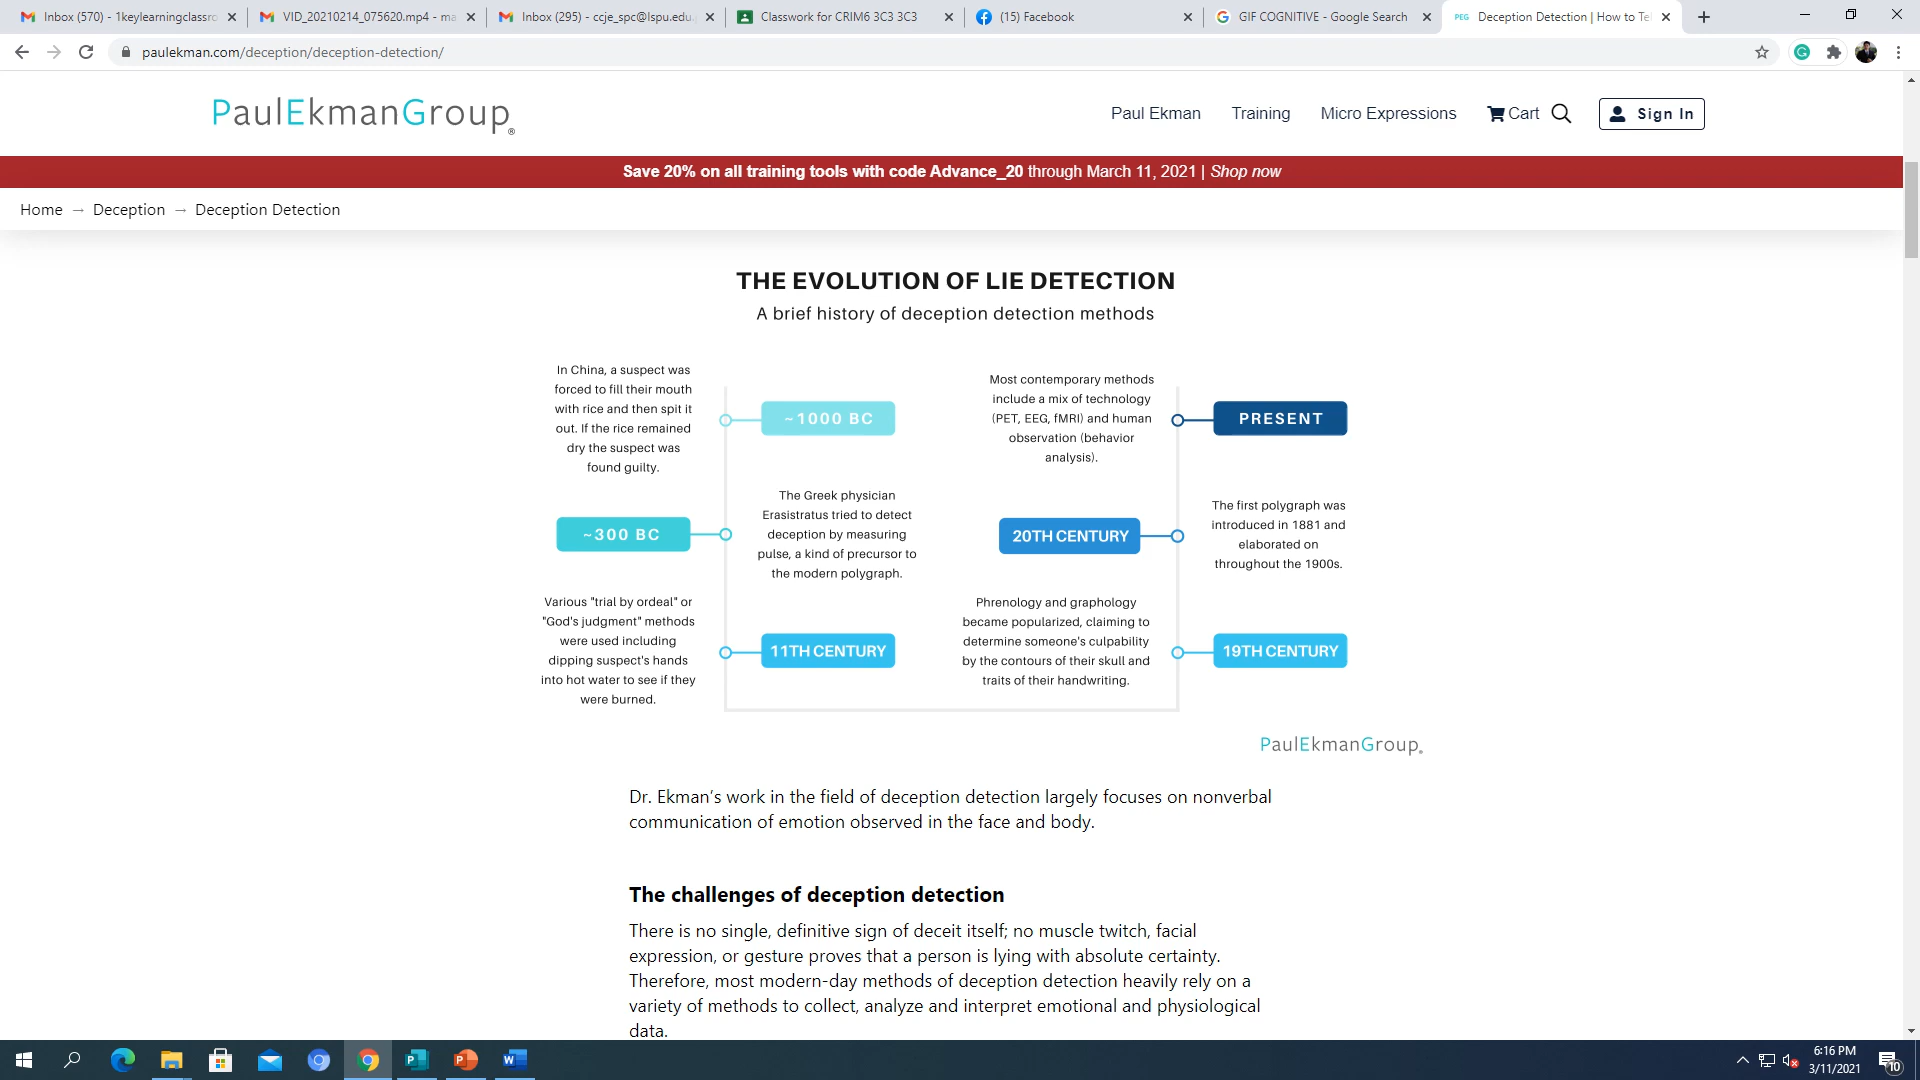 Inbox (570) - 1keylearningclassro
VID_20210214_075620.mp4 - ma
Inbox (295) - ccje_spc@lspu.edu.
Classwork for CRIM6 3C3 3C3
(15) Facebook
GIF COGNITIVE - Google Search
PEG Deception Detection | How to Te
paulekman.com/deception/deception-detection/
PaulEkmanGroup®
Paul Ekman
Training
Micro Expressions
Cart
Sign In
Save 20% on all training tools with code Advance_20 through March 11, 2021 | Shop now
Home → Deception → Deception Detection
THE EVOLUTION OF LIE DETECTION
A brief history of deception detection methods
In China, a suspect was
forced to fill their mouth
with rice and then spit it
out. If the rice remained
dry the suspect was
found guilty.
~1000 BC
~300 BC
The Greek physician
Erasistratus tried to detect
deception by measuring
pulse, a kind of precursor to
the modern polygraph.
Various "trial by ordeal" or
"God's judgment" methods
were used including
dipping suspect's hands
into hot water to see if they
were burned.
11TH CENTURY
Most contemporary methods
include a mix of technology
(PET, EEG, fMRI) and human
observation (behavior
analysis).
PRESENT
20TH CENTURY
The first polygraph was
introduced in 1881 and
elaborated on
throughout the 1900s.
Phrenology and graphology
became popularized, claiming to
determine someone's culpability
by the contours of their skull and
traits of their handwriting.
19TH CENTURY
PaulEkmanGroup®
Dr. Ekman's work in the field of deception detection largely focuses on nonverbal
communication of emotion observed in the face and body.
The challenges of deception detection
There is no single, definitive sign of deceit itself; no muscle twitch, facial
expression, or gesture proves that a person is lying with absolute certainty.
Therefore, most modern-day methods of deception detection heavily rely on a
variety of methods to collect, analyze and interpret emotional and physiological
data.
6:16 PM
3/11/2021
10